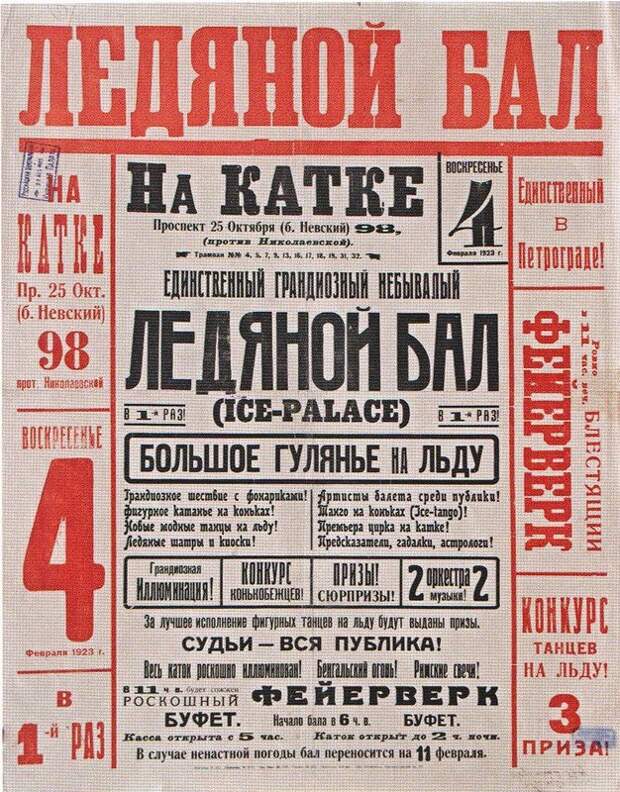 ЛЕДЯНОЙ БАЛ
НА
КАТКЕ
Пр. 25 Окт.
(б. Невский)
98
прот. Николаевской
ВОСКРЕСЕНЬЕ
4
Февраля 1923 г.
В
1-й РАЗ
НА КАТКЕ
Проспект 25 Октября (б. Невский) 98,
(против Николаевской).
Трамваи №№ 4, 5, 7, 9, 13, 16, 17, 18, 19, 31, 32.
ВОСКРЕСЕНЬЕ
4
Февраля 1923 г.
ЕДИНСТВЕННЫЙ ГРАНДИОЗНЫЙ НЕБЫВАЛЫЙ
ЛЕДЯНОЙ БАЛ
В 1-й РАЗ! (ICE-PALACE) В 1-й РАЗ!
БОЛЬШОЕ ГУЛЯНЬЕ НА ЛЬДУ
Грандиозное шествие с фонариками!
Фигурное катанье на коньках!
Новые модные танцы на льду!
Ледяные шатры и киоски!
Артисты балета среди публики!
Танго на коньках (Ice-tango)!
Премьера цирка на катке!
Предсказатели, гадалки, астрологи!
Грандиозная
Иллюминация!
КОНКУРС
КОНЬКОБЕЖЦЕВ!
ПРИЗЫ!
СЮРПРИЗЫ!
2 оркестра 2
музыки!
За лучшее исполнение фигурных танцев на льду будут выданы призы.
СУДЬИ — ВСЯ ПУБЛИКА!
Весь каток роскошно иллюминован! Бенгальский огонь! Римские свечи!
В 11 ч. в. будет сожжен
РОСКОШНЫЙ ФЕЙЕРВЕРК
БУФЕТ. Начало бала в 6 ч. в. БУФЕТ.
Касса открыта с 5 час. Каток открыт до 2 ч. ночи.
В случае ненастной погоды бал переносится на 11 февраля.
Единственный
В
Петрограде!
Ровно
в 11 час. веч. БЛЕСТЯЩИЙ
ФЕЙЕРВЕРК
КОНКУРС
ТАНЦЕВ
НА ЛЬДУ!
3
ПРИЗА!